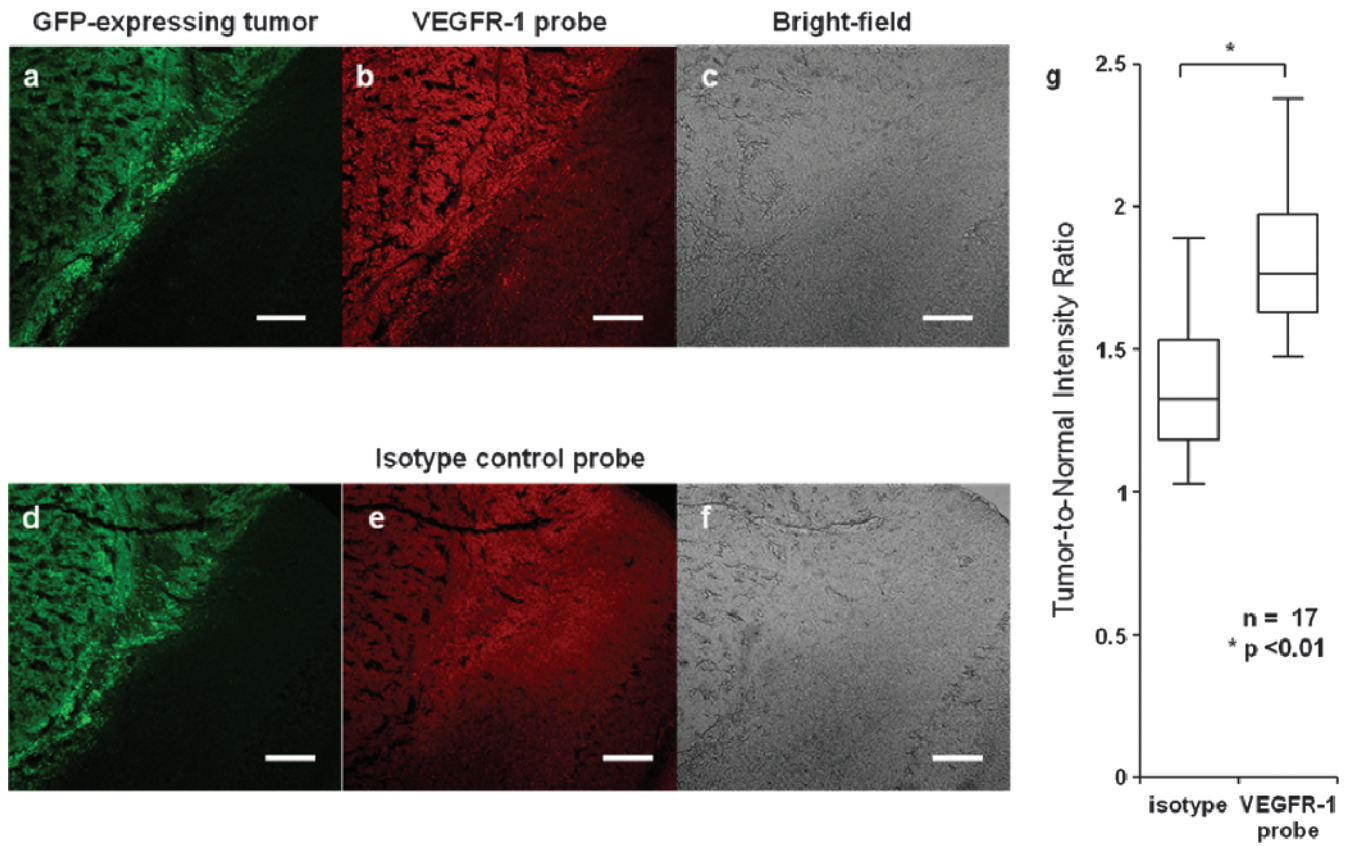 GFP-expressing tumor
VEGFR-1 probe
Bright-field
a
b
c
Isotype control probe
d
e
f
g
*
2.5
2
1.5
1
0.5
0
Tumor-to-Normal Intensity Ratio
n = 17
* p <0.01
isotype
VEGFR-1
probe